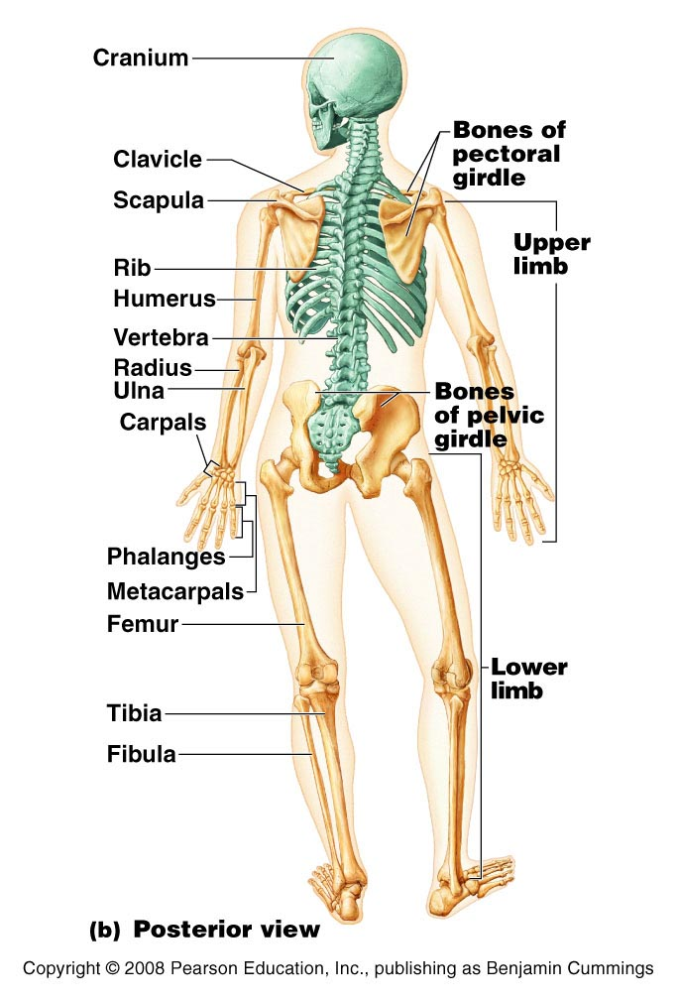 Cranium
Bones of
pectoral
girdle
Clavicle
Scapula
Upper
limb
Rib
Humerus
Vertebra
Radius
Ulna
Bones
of pelvic
girdle
Carpals
Phalanges
Metacarpals
Femur
Lower
limb
Tibia
Fibula
(b) Posterior view
Copyright © 2008 Pearson Education, Inc., publishing as Benjamin Cummings